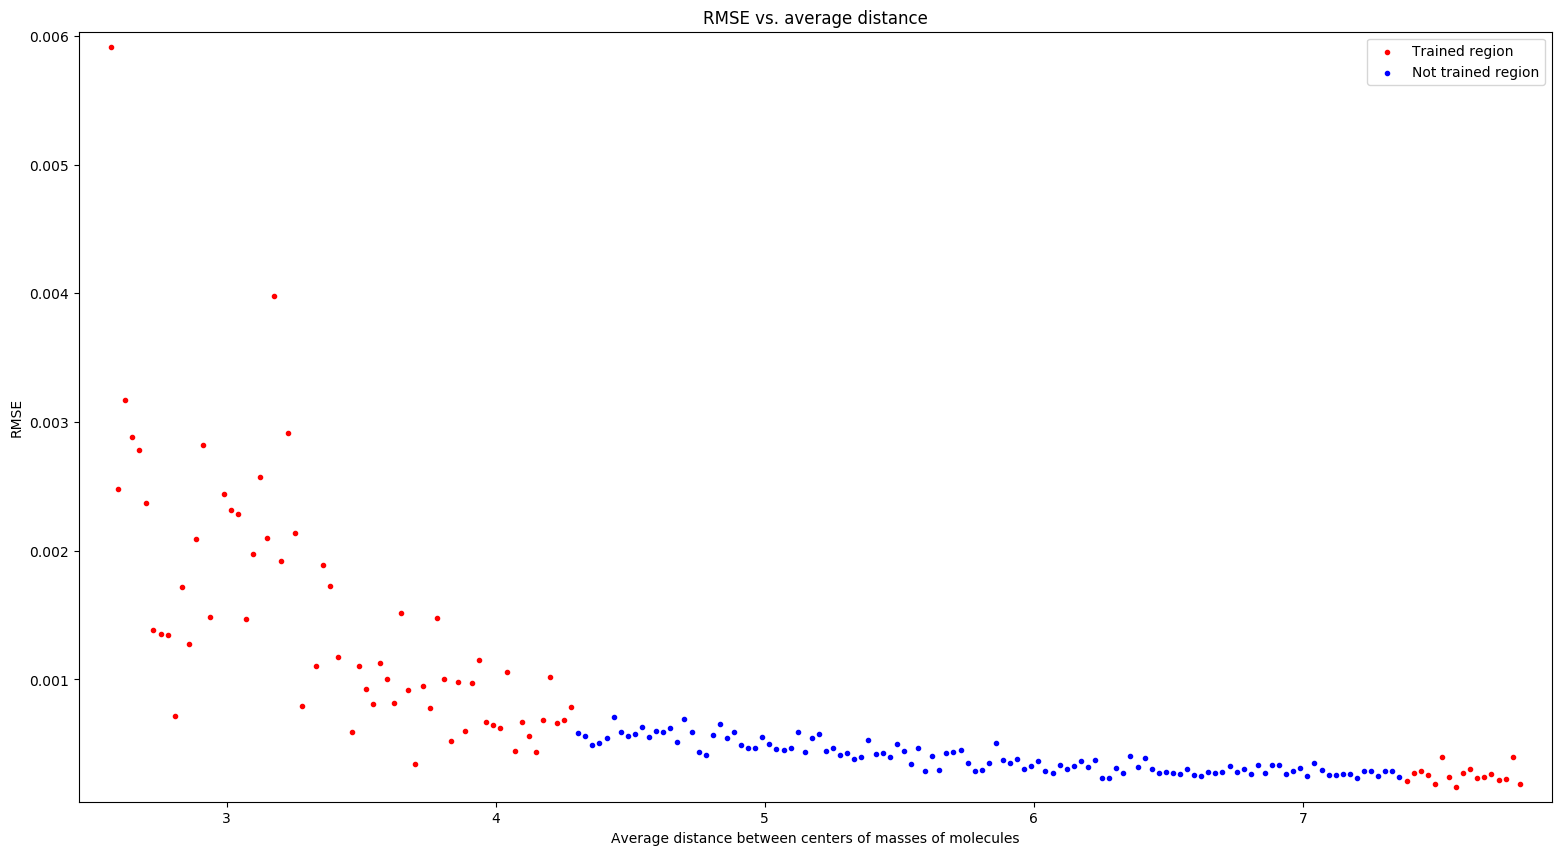 RMSE vs. average distance
Trained region
Not trained region
0.006
0.005
0.004
0.003
0.002
0.001
RMSE
3 4 5 6 7
Average distance between centers of masses of molecules